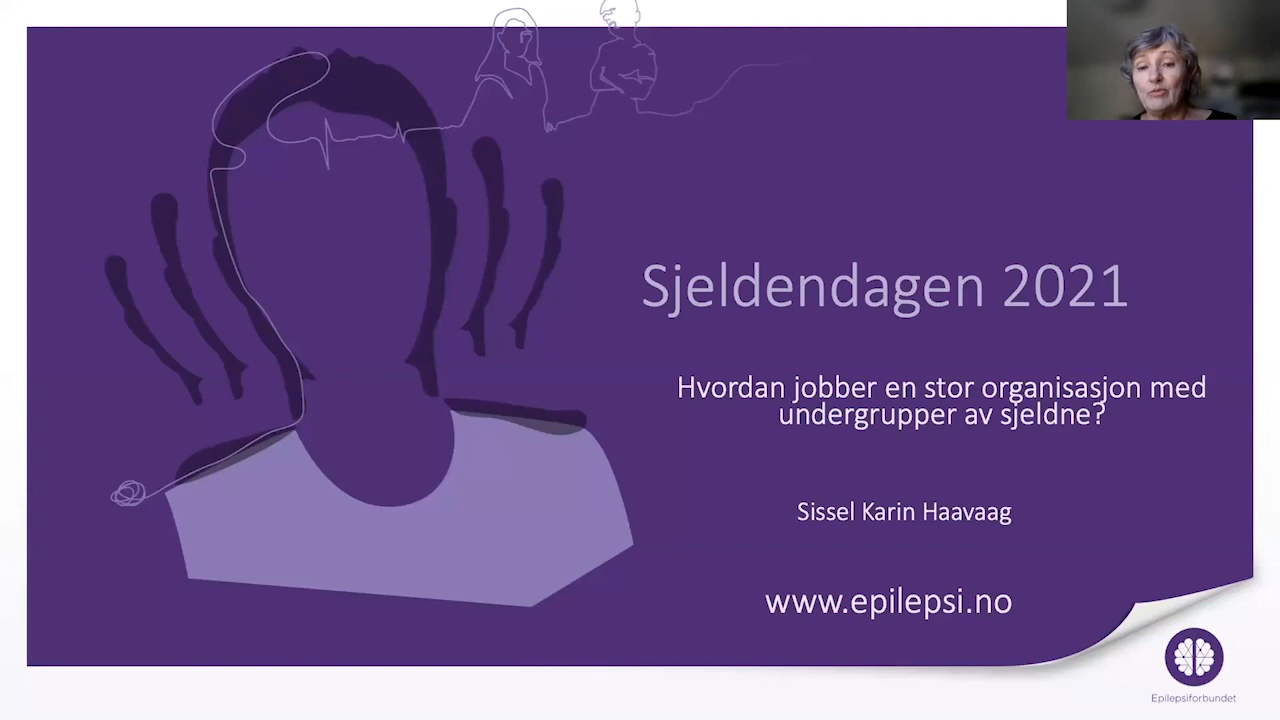 Sjeldendagen 2021
Hvordan jobber en stor organisasjon med
undergrupper av sjeldne?
Sissel Karin Haavaag
www.epilepsi.no
Epilepsiforbundet